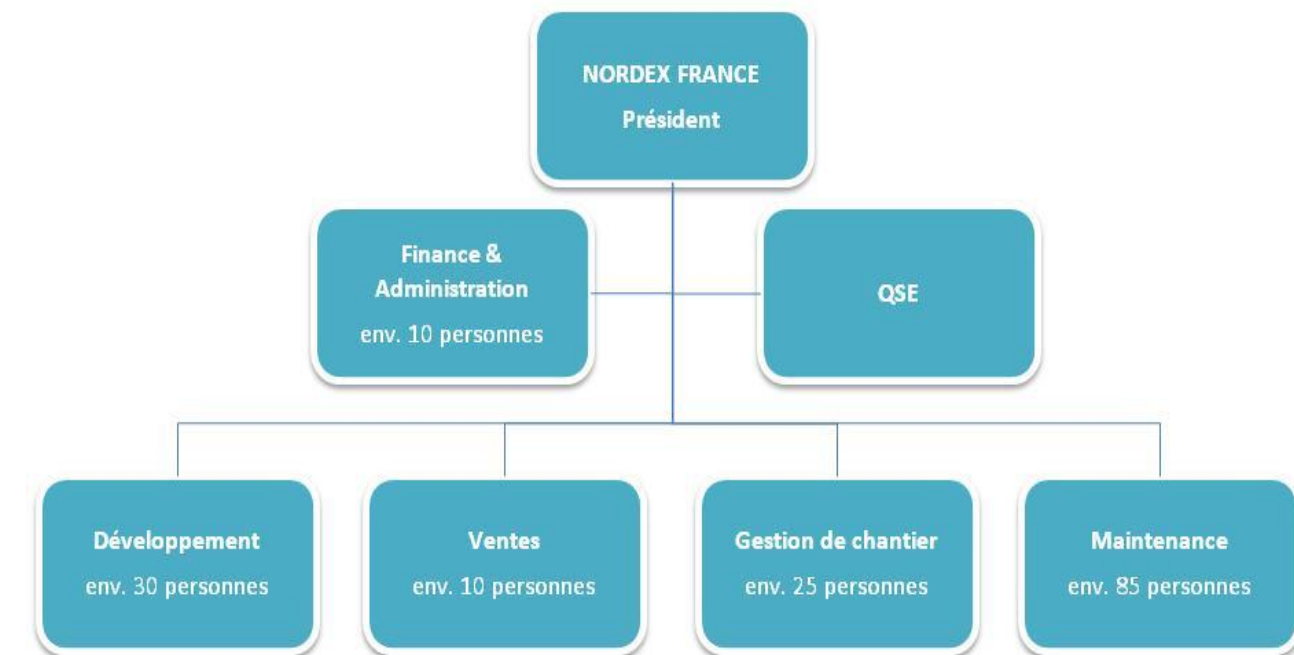 NORDEX FRANCE
Président
Finance &
Administration
env. 10 personnes
QSE
Développement
env. 30 personnes
Ventes
env. 10 personnes
Gestion de chantier
env. 25 personnes
Maintenance
env. 85 personnes